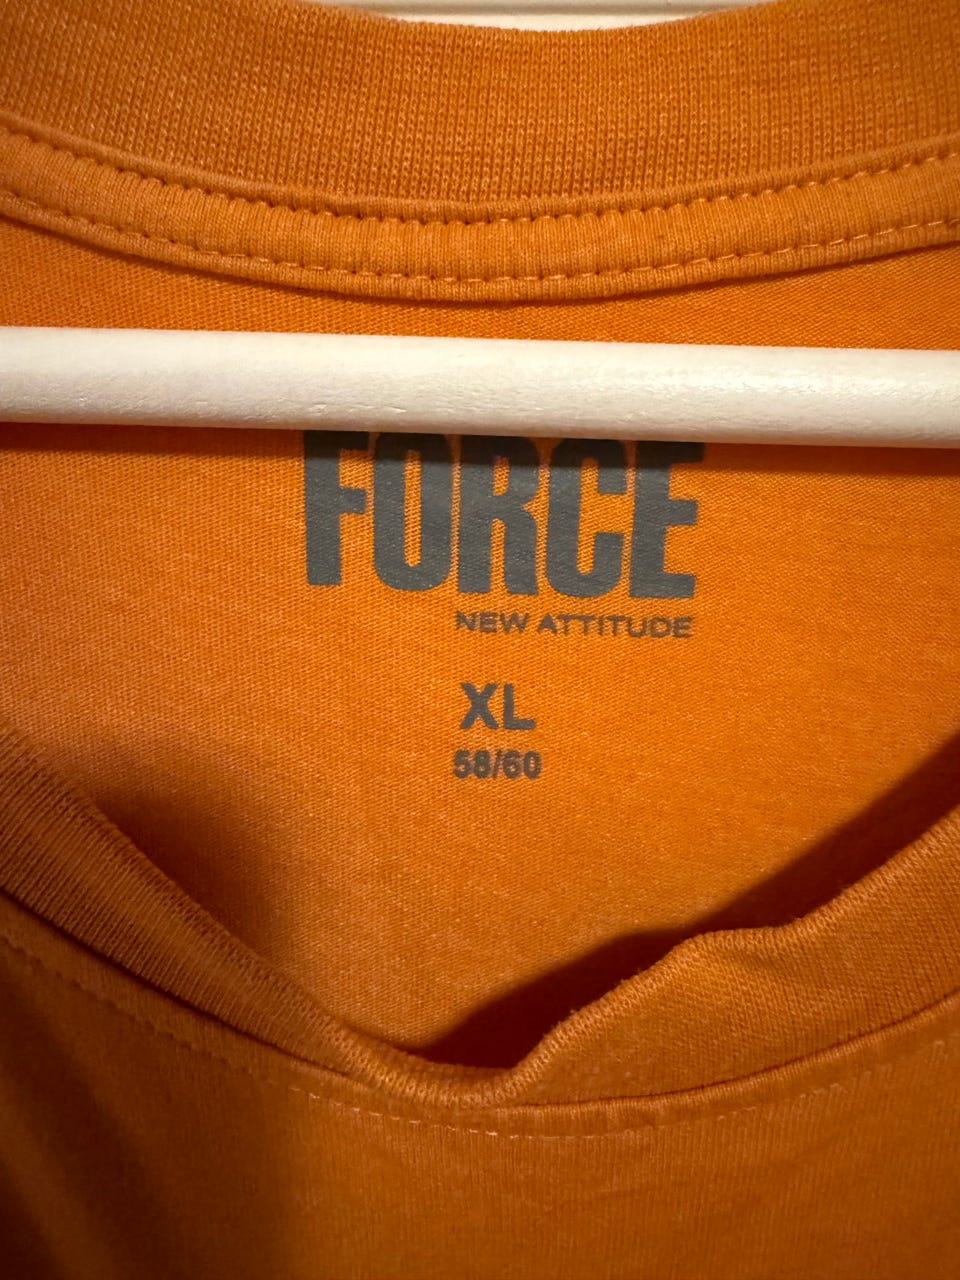 FORCE
NEW ATTITUDE
XL
58/60